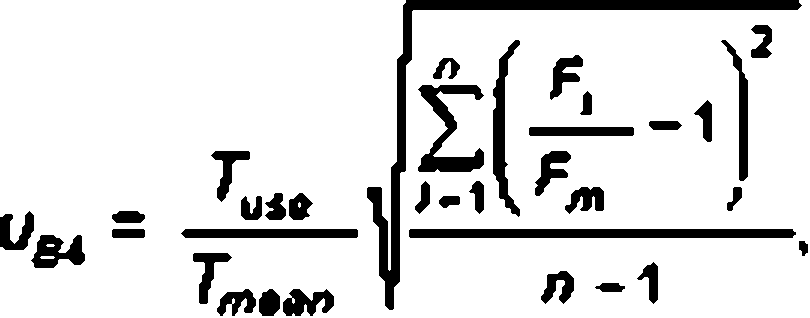 u_{B4} = \frac{T_{use}}{T_{mean}} \sqrt{\frac{\sum_{i=1}^{n} \left( \frac{F_i}{F_m} - 1 \right)^2}{n - 1}},